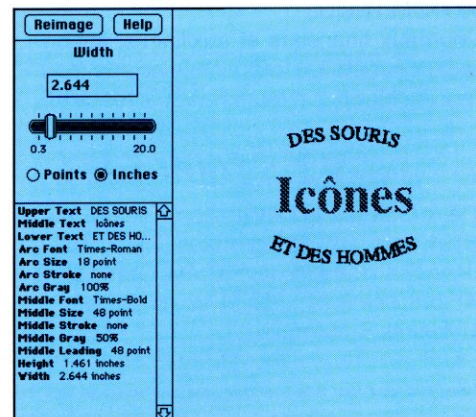 Reimage Help
Width
2.644
0.3 20.0
Points Inches
Upper Text DES SOURIS
Middle Text Icônes
Lower Text ET DES HO...
Arc Font Times-Roman
Arc Size 18 point
Arc Stroke none
Arc Gray 100%
Middle Font Times-Bold
Middle Size 48 point
Middle Stroke none
Middle Gray 50%
Middle Leading 48 point
Height 1.461 inches
Width 2.644 inches
DES SOURIS
Icônes
ET DES HOMMES